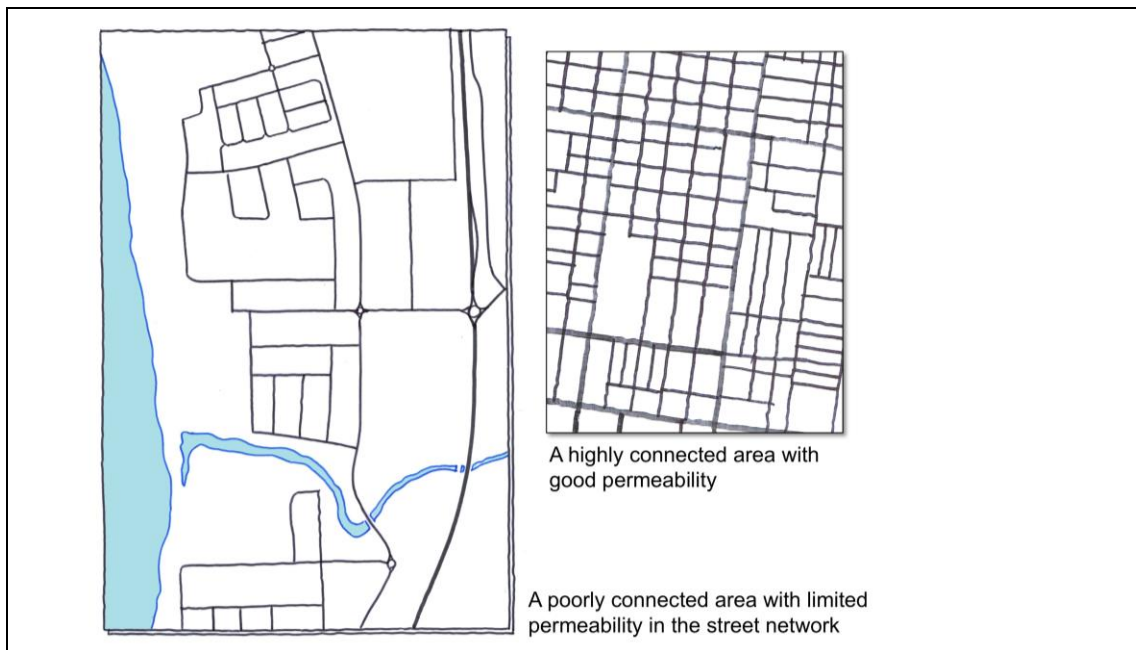 A highly connected area with
good permeability
A poorly connected area with limited
permeability in the street network